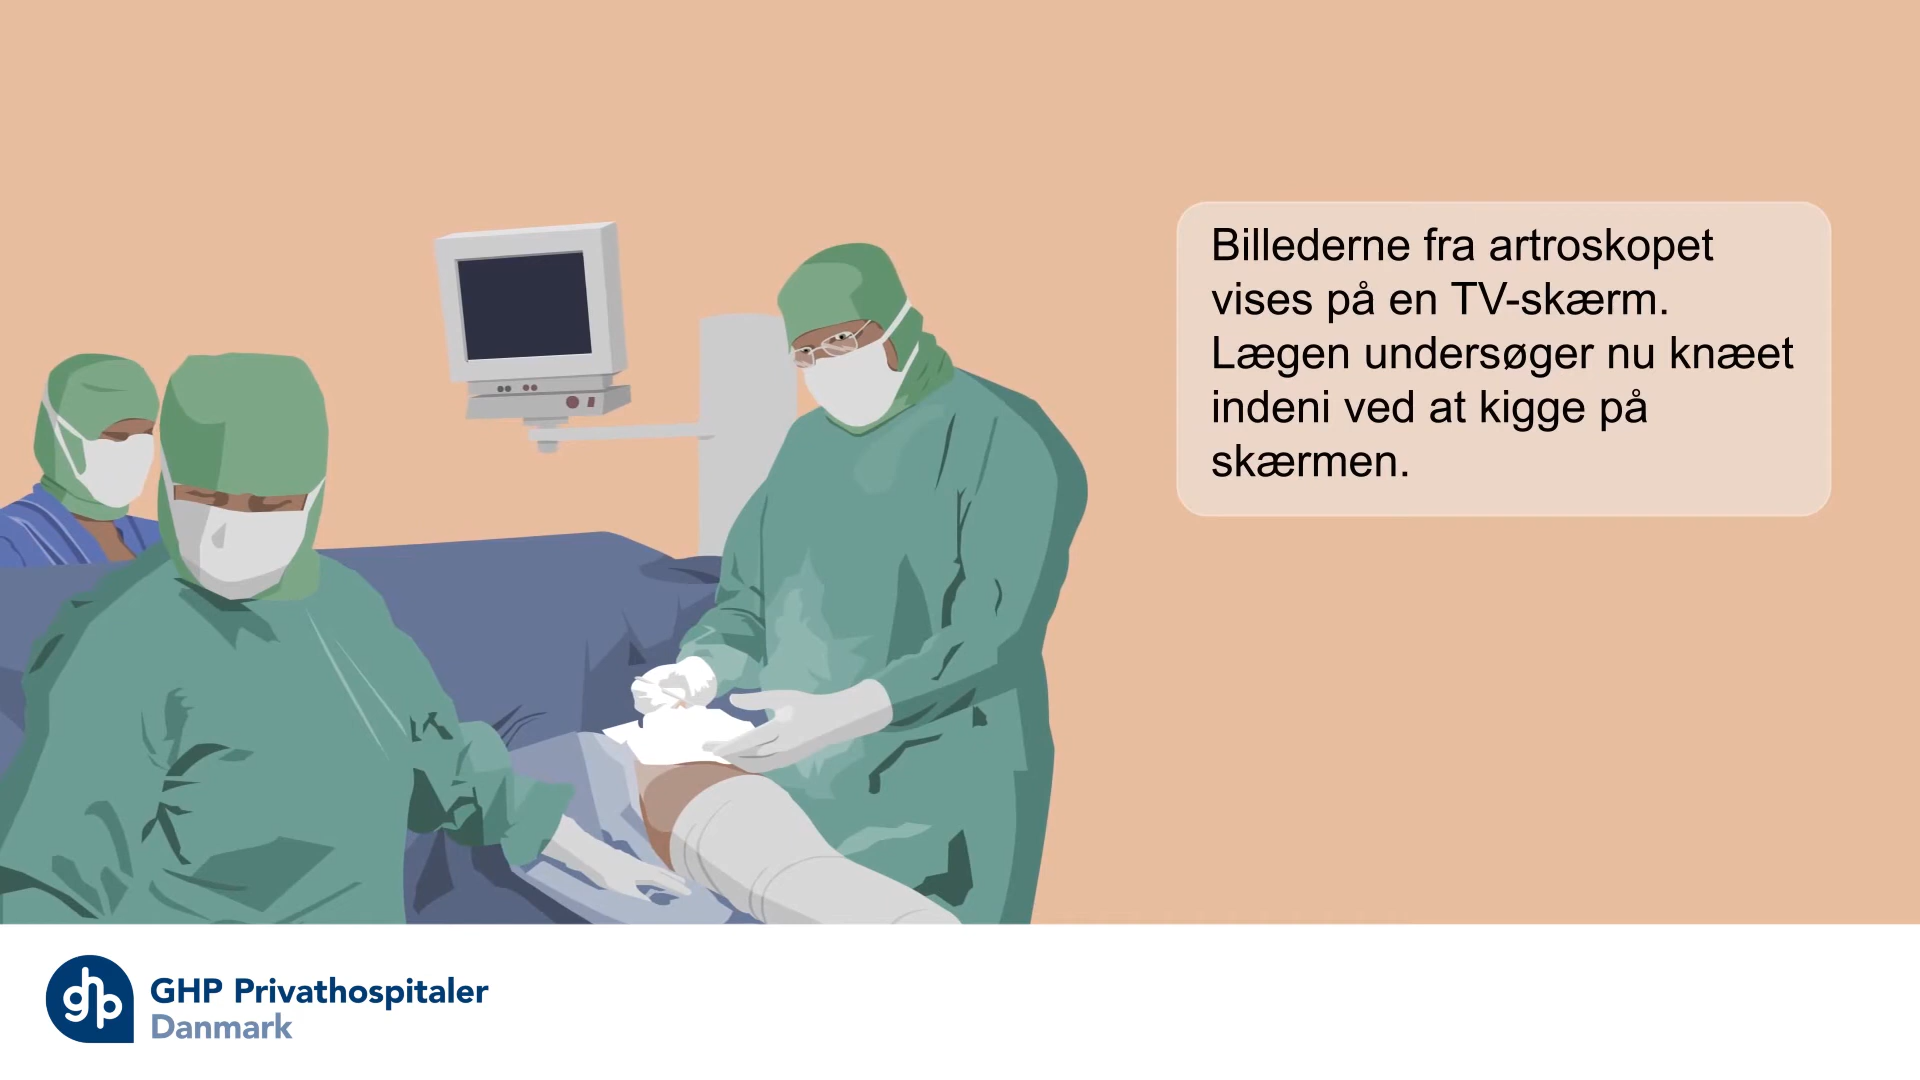 Billederne fra artroskopet
vises på en TV-skærm.
Lægen undersøger nu knæet
indeni ved at kigge på
skærmen.
ghp
GHP Privathospitaler
Danmark